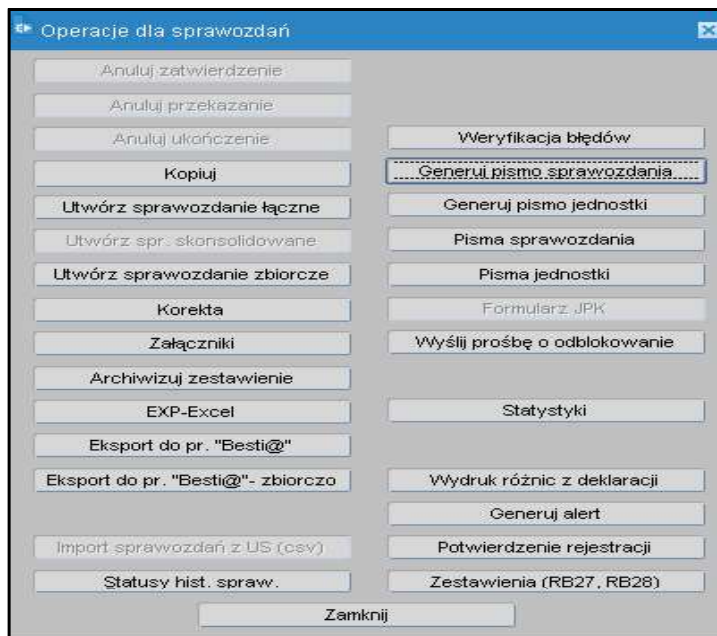 Operacje dla sprawozdań
Anuluj zatwierdzenie
Anuluj przekazanie
Anuluj ukończenie
Kopiuj
Utwórz sprawozdanie łączne
Utwórz spr. skonsolidowane
Utwórz sprawozdanie zbiorcze
Korekta
Załączniki
Archiwizuj zestawienie
EXP-Excel
Eksport do pr. "Besti@"
Eksport do pr. "Besti@"- zbiorczo
Import sprawozdań z US (csv)
Statusy hist. spraw.
Weryfikacja błędów
Generuj pismo sprawozdania
Generuj pismo jednostki
Pisma sprawozdania
Pisma jednostki
Formularz JPK
Wyślij prośbę o odblokowanie
Statystyki
Wydruk różnic z deklaracji
Generuj alert
Potwierdzenie rejestracji
Zestawienia (RB27, RB28)
Zamknij